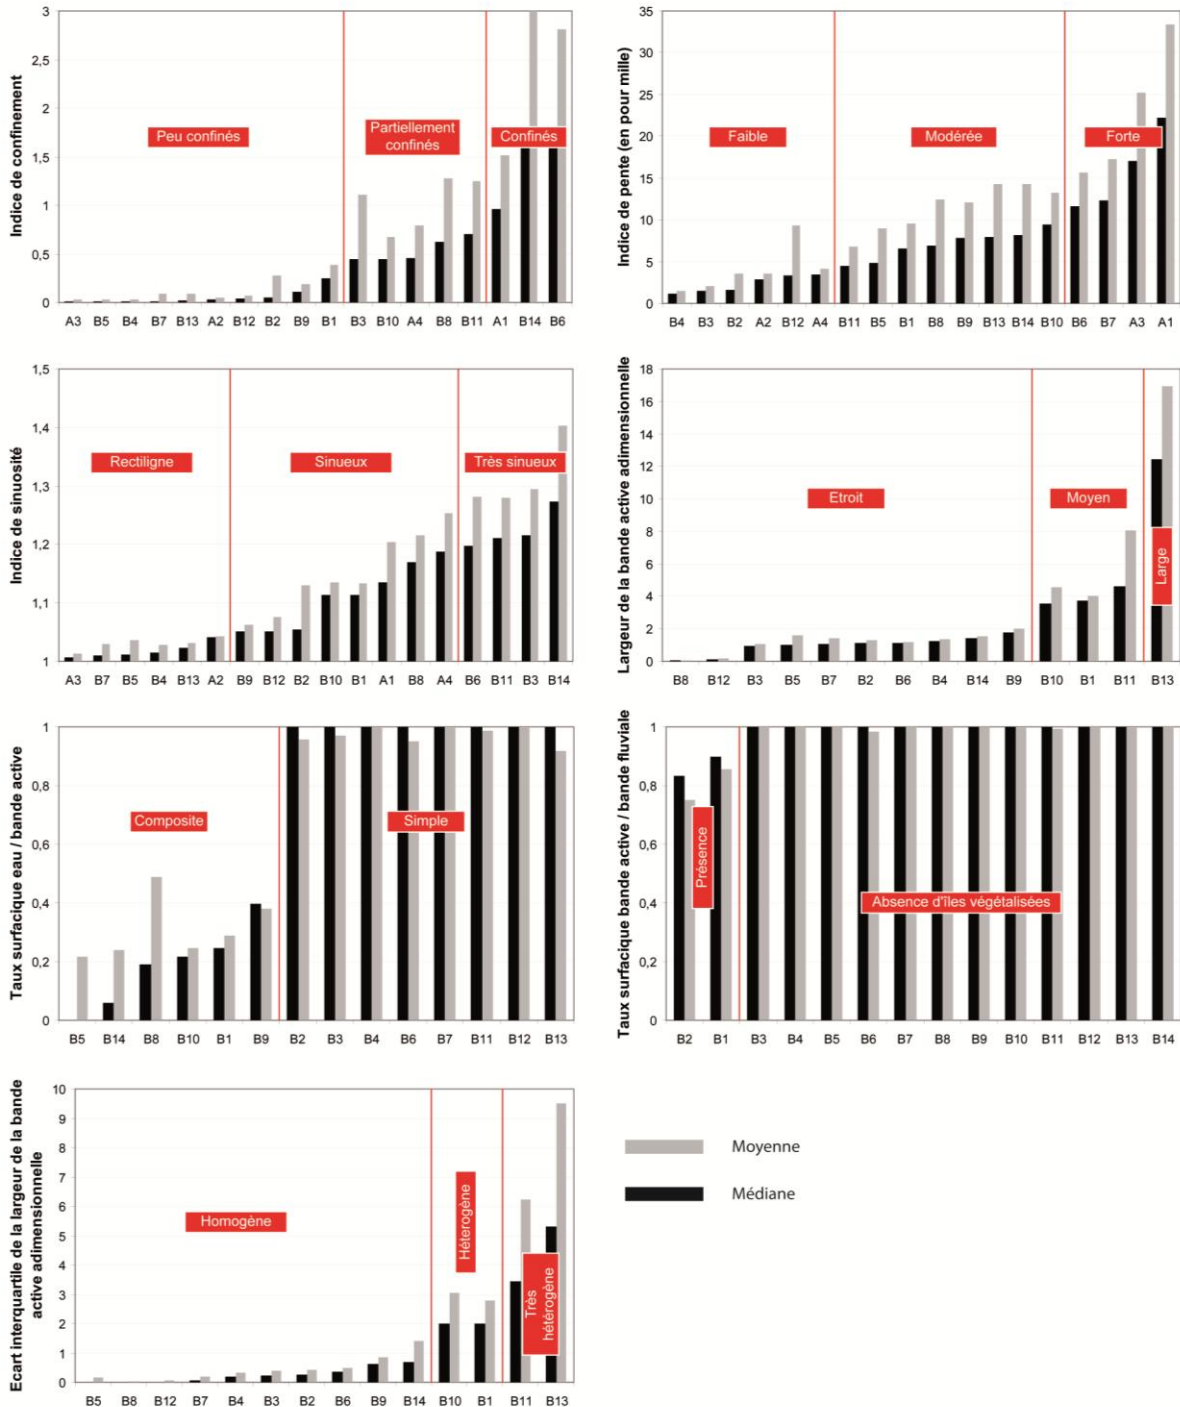 Indice de confinement
3
2,5
2
1,5
1
0,5
0
Peu confinés
Partiellement
confinés
Confinés
A3 B5 B4 B7 B13 A2 B12 B2 B9 B1 B3 B10 A4 B8 B11 A1 B14 B6
Indice de pente (en pour mille)
35
30
25
20
15
10
5
0
Faible
Modérée
Forte
B4 B3 B2 A2 B12 A4 B11 B5 B1 B8 B9 B13 B14 B10 B6 B7 A3 A1
Indice de sinuosité
1,5
1,4
1,3
1,2
1,1
1
Rectiligne
Sinueux
Très sinueux
A3 B7 B5 B4 B13 A2 B9 B12 B2 B10 B1 A1 B8 A4 B6 B11 B3 B14
Largeur de la bande active adimensionnelle
18
16
14
12
10
8
6
4
2
0
Etroit
Moyen
Large
B8 B12 B3 B5 B7 B2 B6 B4 B14 B9 B10 B1 B11 B13
Taux surfacique eau / bande active
1
0,8
0,6
0,4
0,2
0
Composite
Simple
B5 B14 B8 B10 B1 B9 B2 B3 B4 B6 B7 B11 B12 B13
Taux surfacique bande active / bande fluviale
1
0,8
0,6
0,4
0,2
0
Présence
Absence d'îles végétalisées
B2 B1 B3 B4 B5 B6 B7 B8 B9 B10 B11 B12 B13 B14
Ecart interquartile de la largeur de la bande
active adimensionnelle
10
9
8
7
6
5
4
3
2
1
0
Homogène
Hétérogène
Très
hétérogène
B5 B8 B12 B7 B4 B3 B2 B6 B9 B14 B10 B1 B11 B13
Moyenne
Médiane